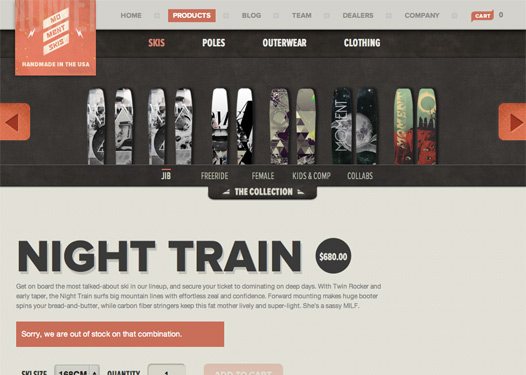 MO
MENT
SKIS
HANDMADE IN THE USA
HOME PRODUCTS BLOG TEAM DEALERS COMPANY CART 0
SKIS POLES OUTERWEAR CLOTHING
MOMENT
MOMENT
JIB FREERIDE FEMALE KIDS & COMP COLLABS
THE COLLECTION
NIGHT TRAIN $680.00
Get on board the most talked-about ski in our lineup, and secure your ticket to dominating on deep days. With Twin Rocker and
early taper, the Night Train surfs big mountain lines with effortless zeal and confidence. Forward mounting makes huge booter
spins your bread-and-butter, while carbon fiber stringers keep this fat mother lively and super-light. She's a sassy MILF.
Sorry, we are out of stock on that combination.
SKI SIZE 168CM QUANTITY 1 ADD TO CART